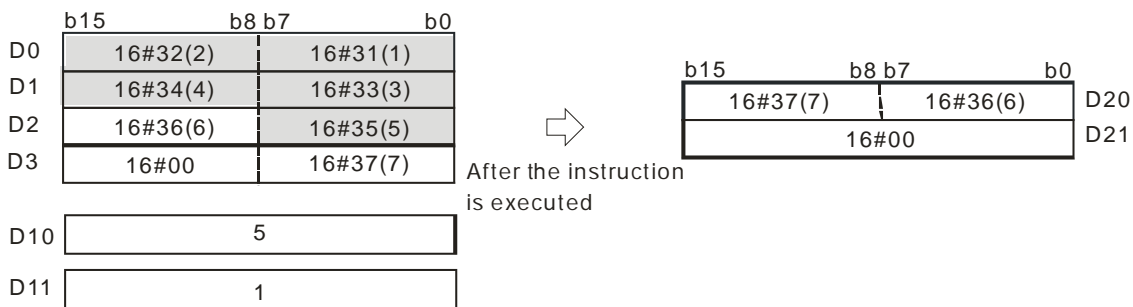 b15 b8 b7 b0
D0 16#32(2) 16#31(1)
D1 16#34(4) 16#33(3)
D2 16#36(6) 16#35(5)
D3 16#00 16#37(7)
D10 5
D11 1
After the instruction
is executed
b15 b8 b7 b0
16#37(7) 16#36(6) D20
16#00 D21